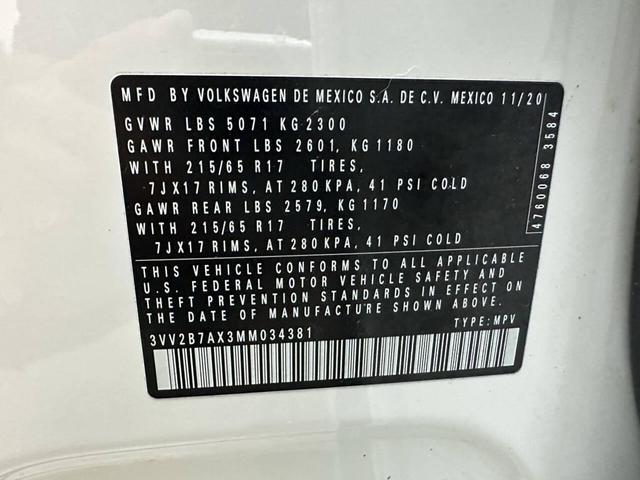 MFD BY VOLKSWAGEN DE MEXICO S.A. DE C.V. MEXICO 11/20
GVWR LBS 5071 KG 2300
GAWR FRONT LBS 2601, KG 1180
WITH 215/65 R17 TIRES,
7JX17 RIMS, AT 280 KPA, 41 PSI COLD
GAWR REAR LBS 2579, KG 1170
WITH 215/65 R17 TIRES,
7JX17 RIMS, AT 280 KPA, 41 PSI COLD
4760068 3584
THIS VEHICLE CONFORMS TO ALL APPLICABLE
U.S. FEDERAL MOTOR VEHICLE SAFETY AND
THEFT PREVENTION STANDARDS IN EFFECT ON
THE DATE OF MANUFACTURE SHOWN ABOVE.
3VV2B7AX3MM034381 TYPE: MPV